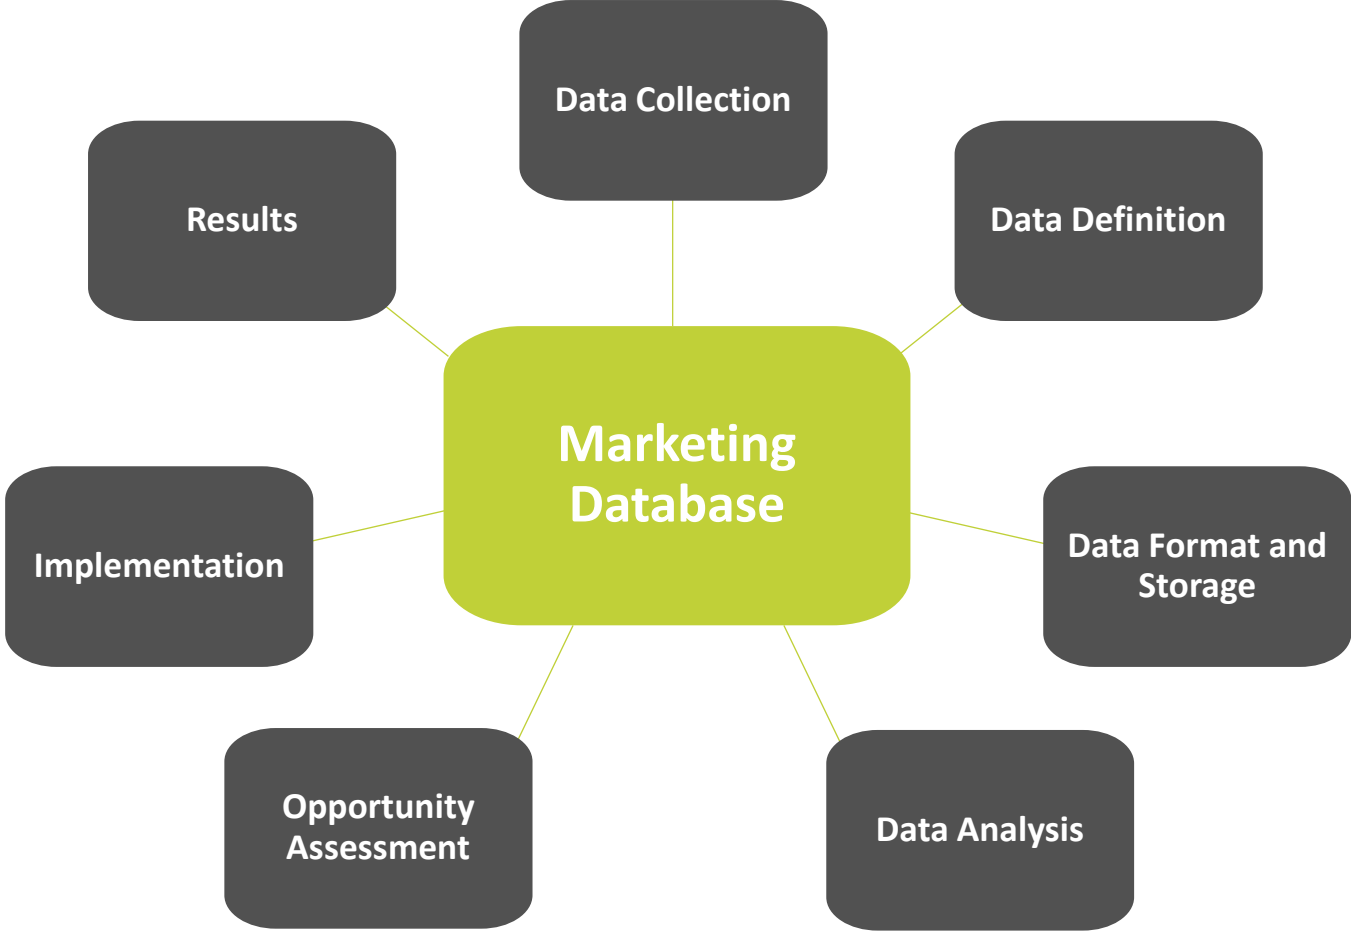 Data Collection
Results
Data Definition
Marketing
Database
Implementation
Data Format and
Storage
Opportunity
Assessment
Data Analysis